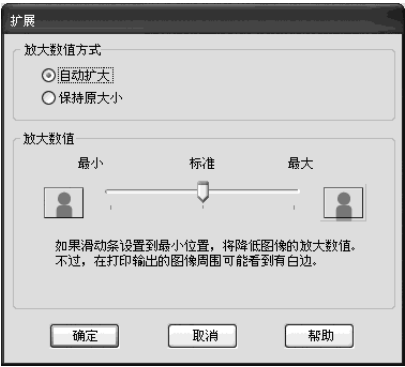 扩展
放大数值方式
自动扩大
保持原大小
放大数值
最小 标准 最大
如果滑动条设置到最小位置，将降低图像的放大数值。
不过，在打印输出的图像周围可能看到有白边。
确定 取消 帮助